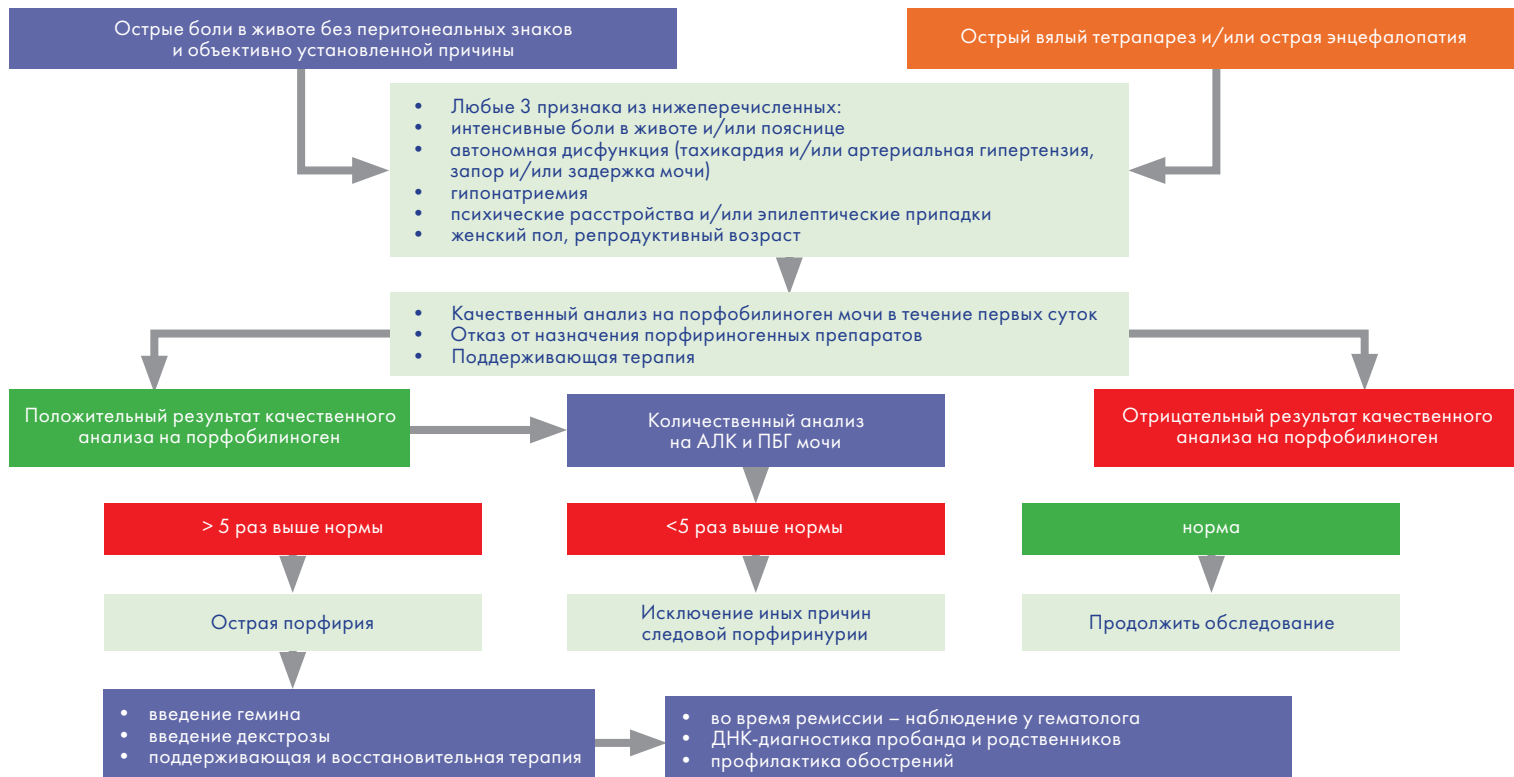 Острые боли в животе без перитонеальных знаков
и объективно установленной причины
Острый вялый тетрапарез и/или острая энцефалопатия
• Любые 3 признака из нижеперечисленных:
• интенсивные боли в животе и/или пояснице
• автономная дисфункция (тахикардия и/или артериальная гипертензия,
запор и/или задержка мочи)
• гипонатриемия
• психические расстройства и/или эпилептические припадки
• женский пол, репродуктивный возраст
• Качественный анализ на порфобилиноген мочи в течение первых суток
• Отказ от назначения порфириногенных препаратов
• Поддерживающая терапия
Положительный результат качественного
анализа на порфобилиноген
Количественный анализ
на АЛК и ПБГ мочи
Отрицательный результат качественного
анализа на порфобилиноген
> 5 раз выше нормы
<5 раз выше нормы
норма
Острая порфирия
Исключение иных причин
следовой порфиринурии
Продолжить обследование
• введение гемина
• введение декстрозы
• поддерживающая и восстановительная терапия
• во время ремиссии – наблюдение у гематолога
• ДНК-диагностика пробанда и родственников
• профилактика обострений